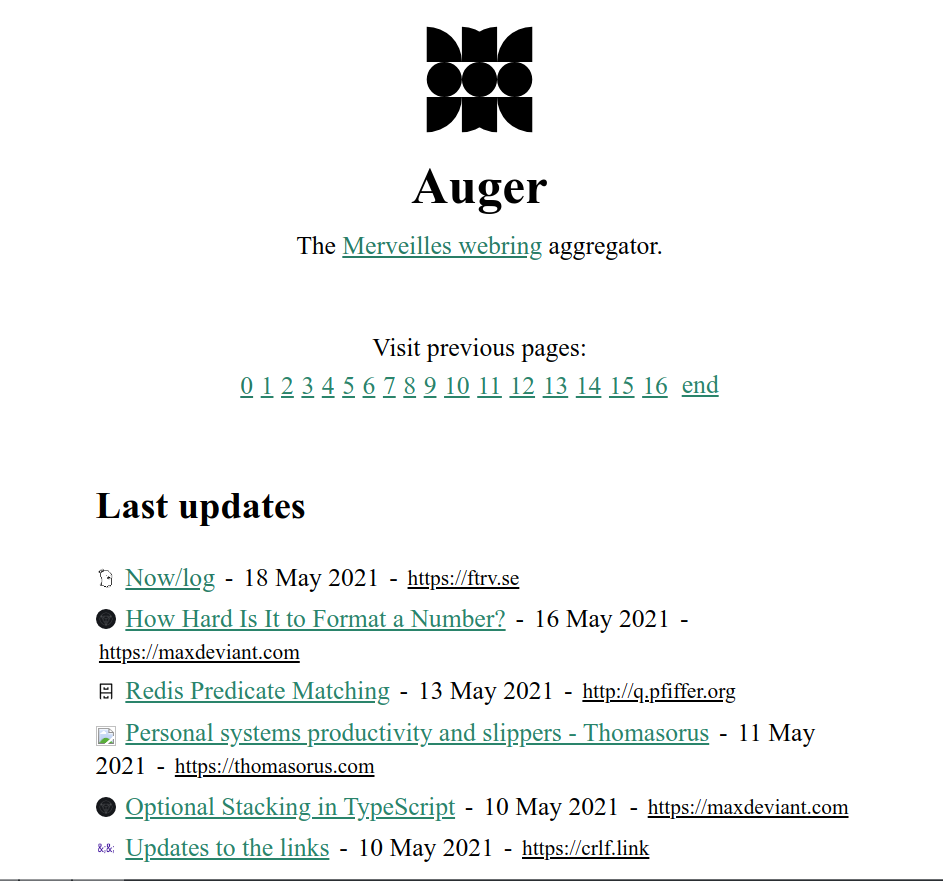 Auger
The Merveilles webring aggregator.
Visit previous pages:
0 1 2 3 4 5 6 7 8 9 10 11 12 13 14 15 16 end
Last updates
Now/log - 18 May 2021 - https://ftrv.se
How Hard Is It to Format a Number? - 16 May 2021 -
https://maxdeviant.com
Redis Predicate Matching - 13 May 2021 - http://q.pfiffer.org
Personal systems productivity and slippers - Thomasorus - 11 May
2021 - https://thomasorus.com
Optional Stacking in TypeScript - 10 May 2021 - https://maxdeviant.com
&;&; Updates to the links - 10 May 2021 - https://crlf.link